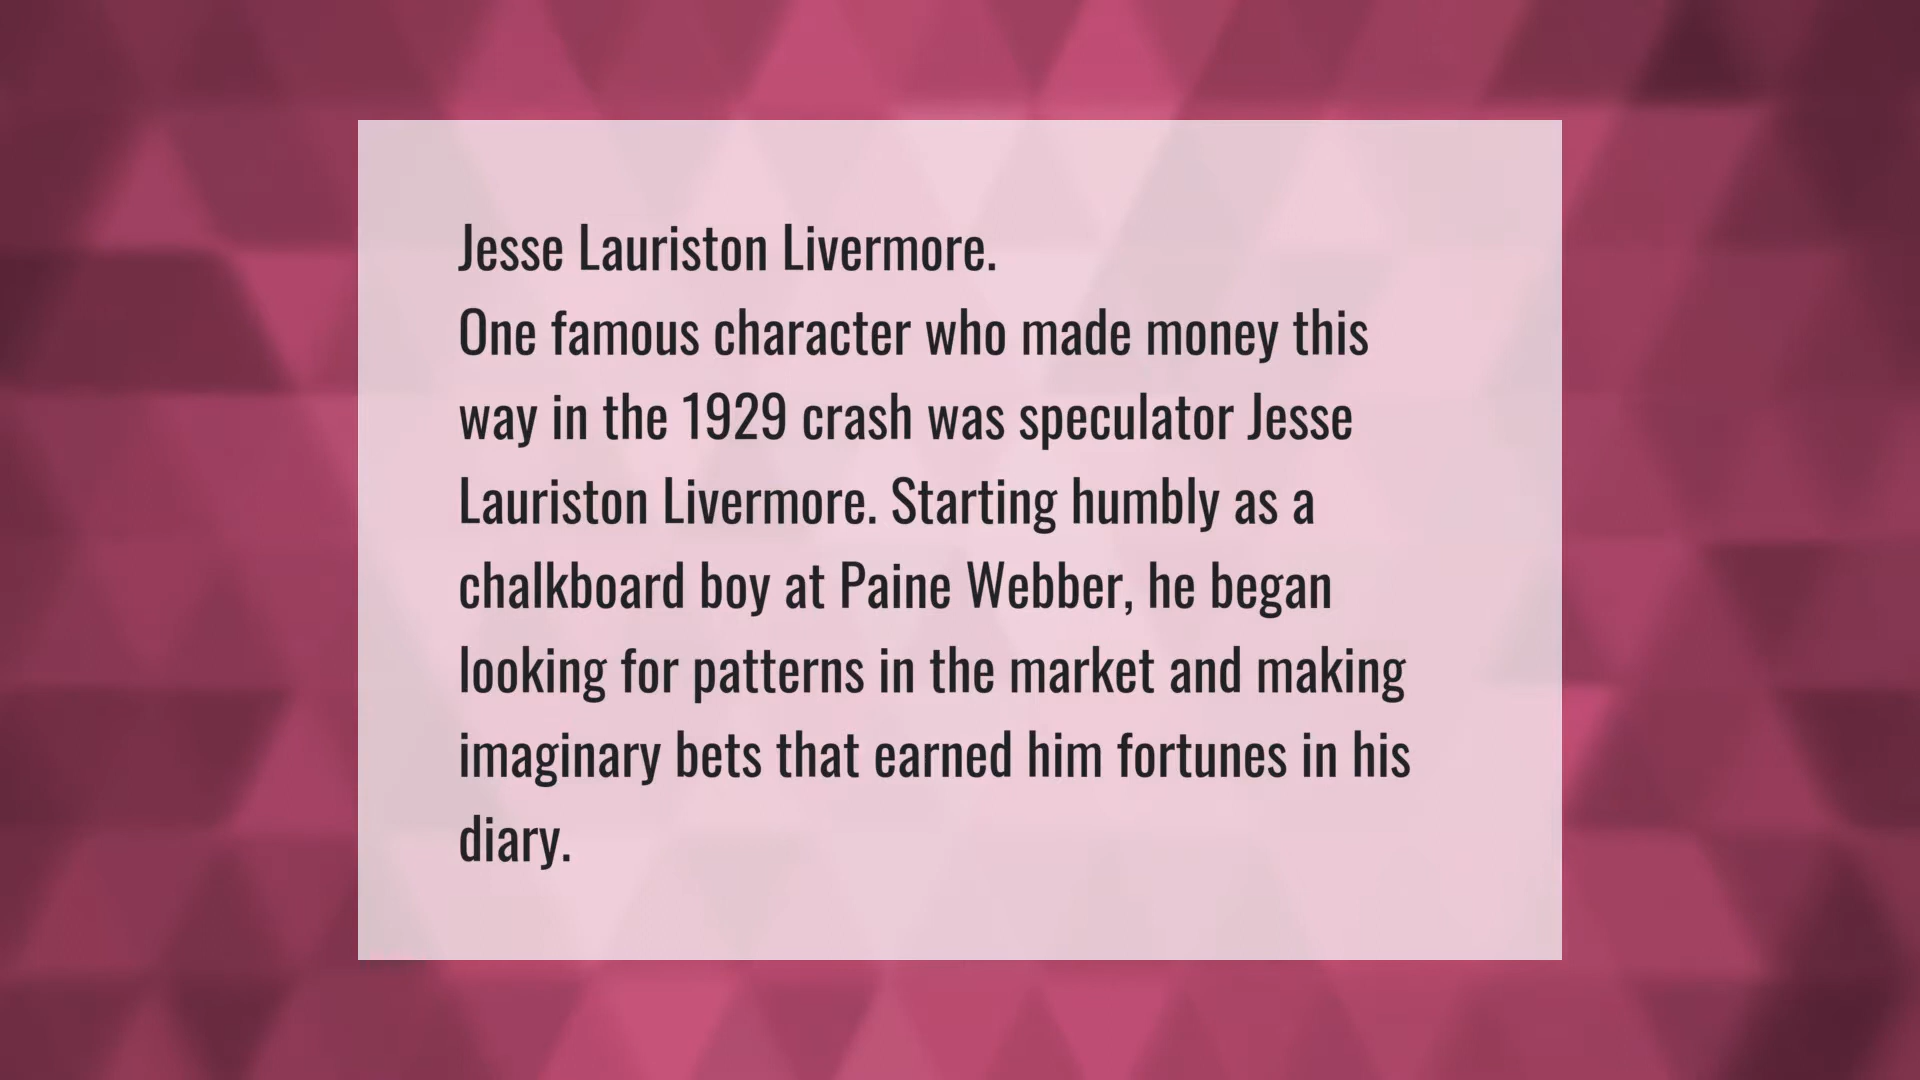 Jesse Lauriston Livermore.
One famous character who made money this
way in the 1929 crash was speculator Jesse
Lauriston Livermore. Starting humbly as a
chalkboard boy at Paine Webber, he began
looking for patterns in the market and making
imaginary bets that earned him fortunes in his
diary.